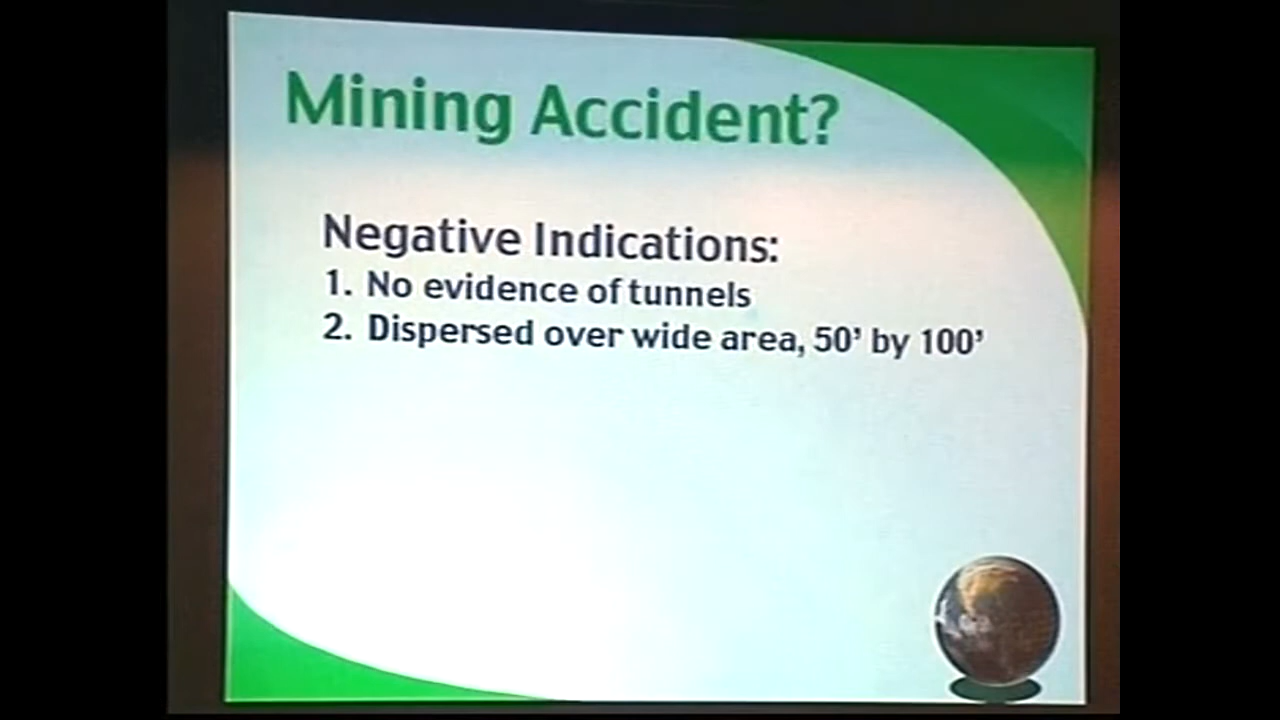 Mining Accident?
Negative Indications:
1. No evidence of tunnels
2. Dispersed over wide area, 50’ by 100’